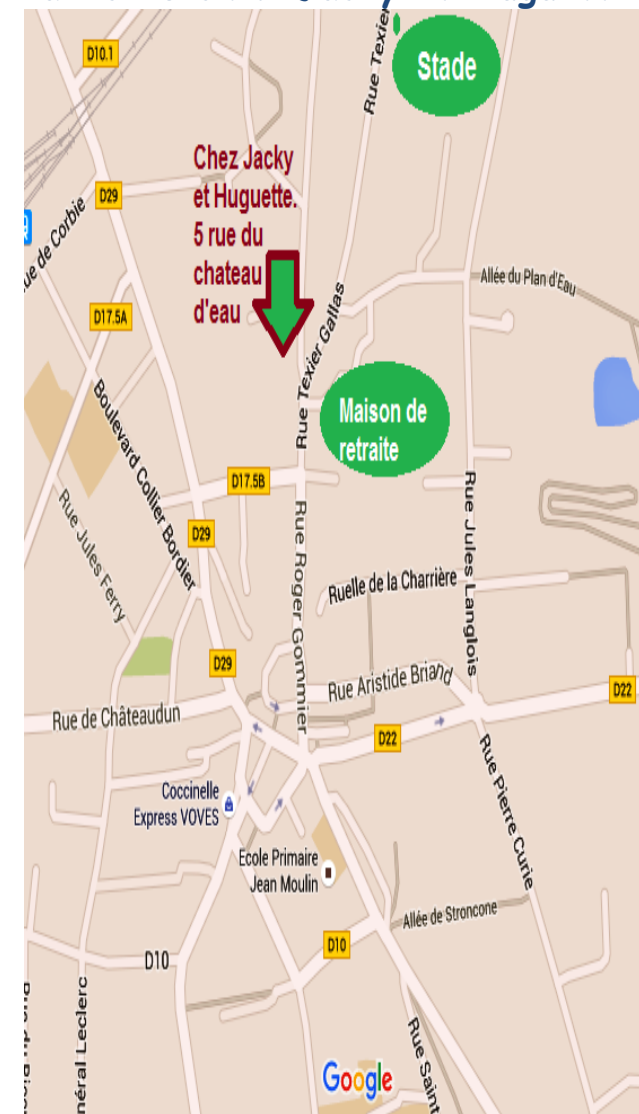 D10.1
Rue Texier
Stade
Chez Jacky
et Huguette.
5 rue du
chateau
d'eau
D29
rue de Corbie
D17.5A
Allée du Plan d'Eau
Rue Texier Gallas
Maison de
retraite
Boulevard Collier Bordier
D17.5B
Rue Jules Ferry
D29
Rue Roger Gommier
Rue Jules Langlois
Ruelle de la Charrière
D29
Rue Aristide Briand
D22
Rue de Châteaudun
D22
Coccinelle
Express VOVES
Rue Pierre Curie
Ecole Primaire
Jean Moulin
Allée de Stroncone
D10
D10
néral Leclerc
Rue Saint
Google